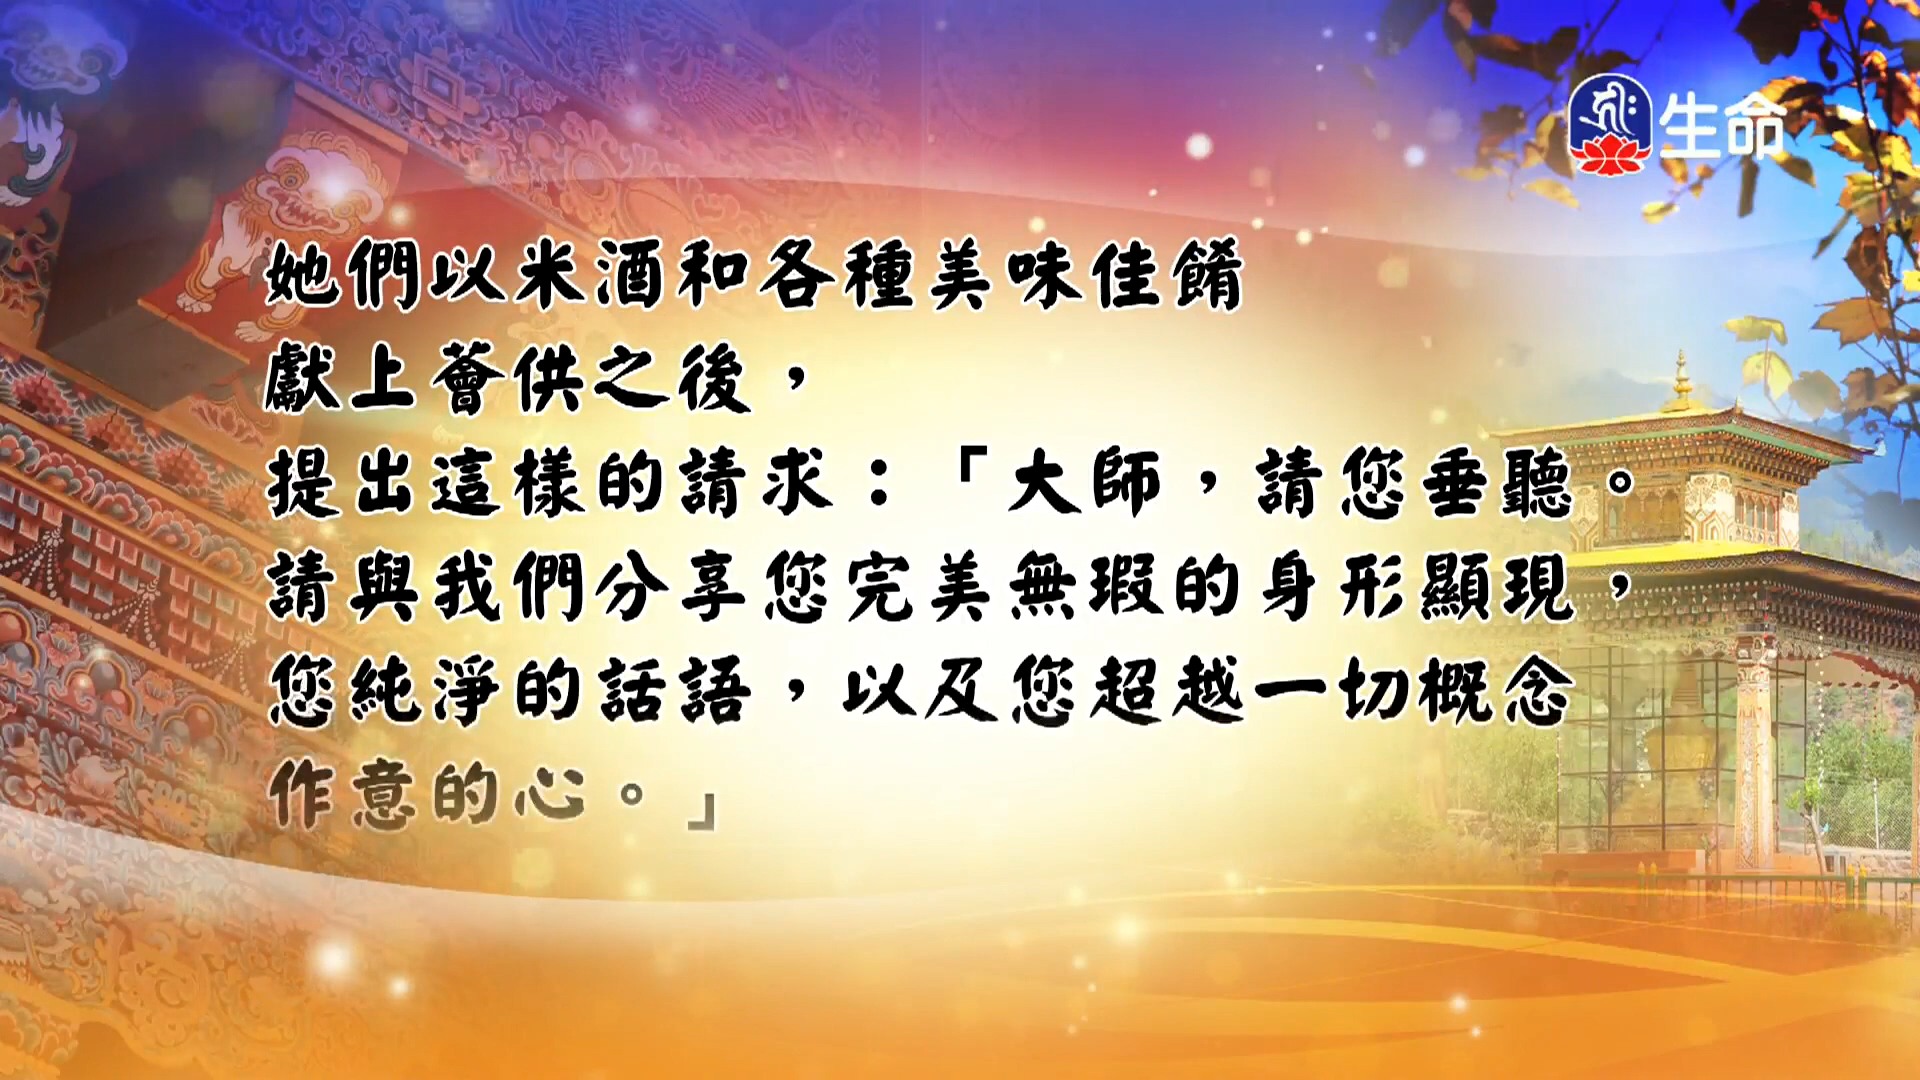 生命
她們以米酒和各種美味佳餚
獻上薈供之後，
提出這樣的請求：「大師，請您垂聽。
請與我們分享您完美無瑕的身形顯現，
您純淨的話語，以及您超越一切概念
作意的心。」